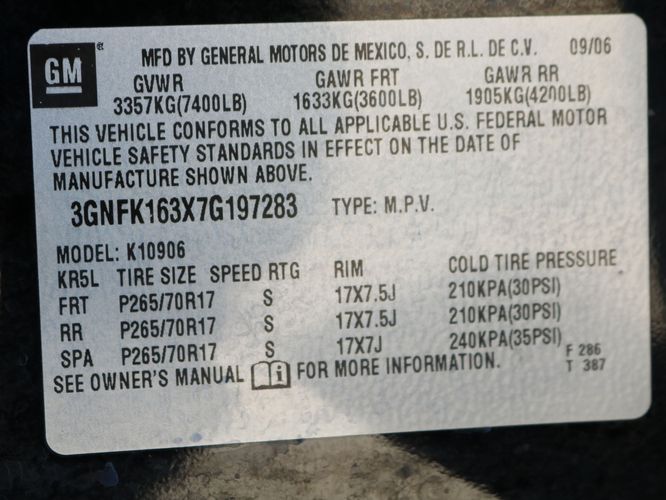 GM ® MFD BY GENERAL MOTORS DE MEXICO, S. DE R.L. DE C.V. 09/06
GVWR GAWR FRT GAWR RR
3357KG(7400LB) 1633KG(3600LB) 1905KG(4200LB)
THIS VEHICLE CONFORMS TO ALL APPLICABLE U.S. FEDERAL MOTOR
VEHICLE SAFETY STANDARDS IN EFFECT ON THE DATE OF
MANUFACTURE SHOWN ABOVE.
3GNFK163X7G197283 TYPE: M.P.V.
MODEL: K10906
KR5L TIRE SIZE SPEED RTG RIM COLD TIRE PRESSURE
FRT P265/70R17 S 17X7.5J 210KPA(30PSI)
RR P265/70R17 S 17X7.5J 210KPA(30PSI)
SPA P265/70R17 S 17X7J 240KPA(35PSI)
SEE OWNER'S MANUAL i FOR MORE INFORMATION.
F 286
T 387